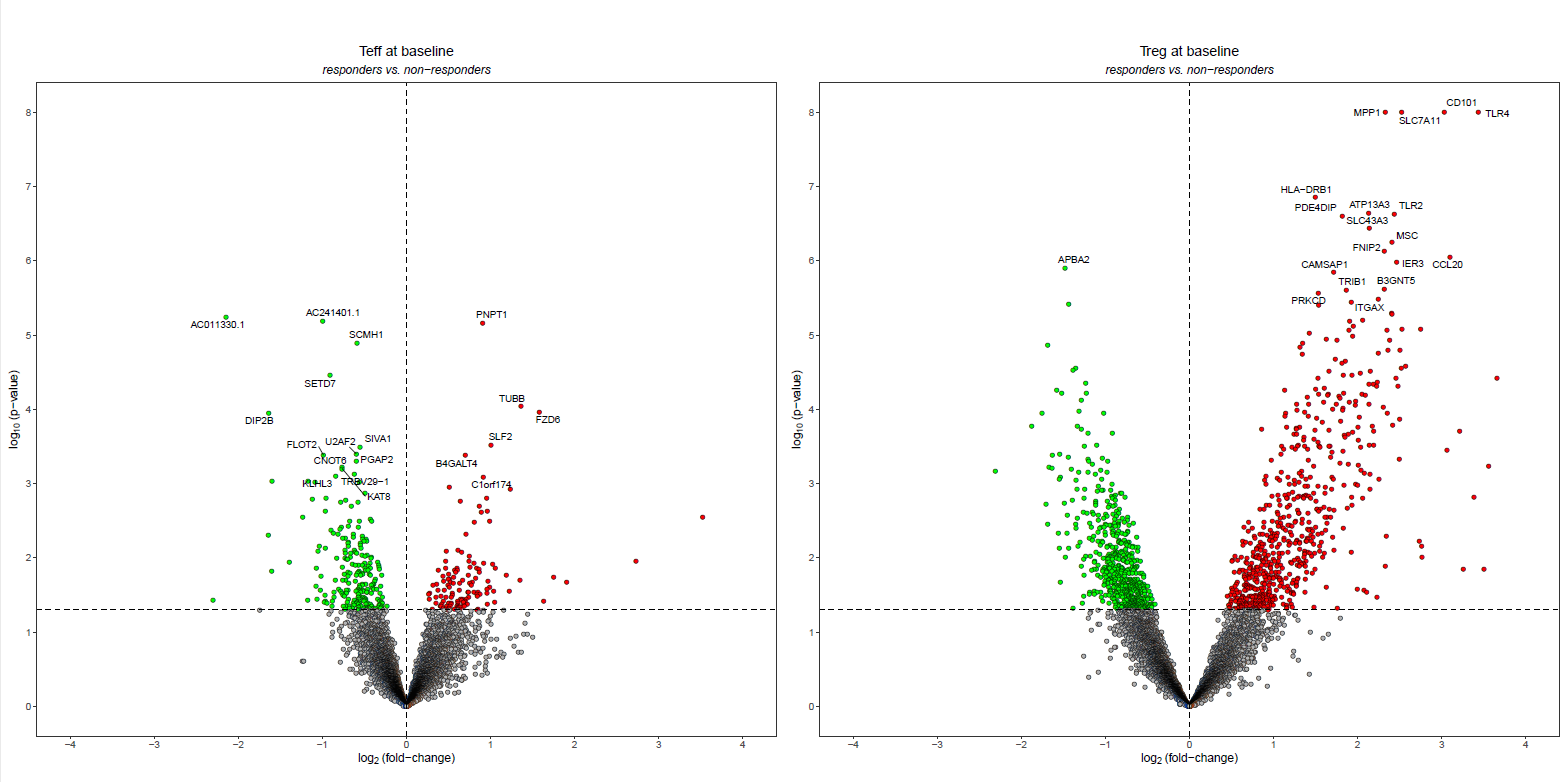 Teff at baseline
responders vs. non−responders
8
7
6
5
4
3
2
1
0
log10 (p−value)
AC011330.1
AC241401.1
SCMH1
SETD7
DIP2B
FLOT2
U2AF2
SIVA1
CNOT6
PGAP2
KLHL3
TRBV29−1
KAT8
PNPT1
TUBB
FZD6
SLF2
B4GALT4
C1orf174
−4
−3
−2
−1
0
1
2
3
4
log2 (fold−change)
Treg at baseline
responders vs. non−responders
8
7
6
5
4
3
2
1
0
log10 (p−value)
CD101
MPP1
SLC7A11
TLR4
HLA−DRB1
PDE4DIP
ATP13A3
TLR2
SLC43A3
MSC
FNIP2
APBA2
CAMSAP1
IER3
CCL20
TRIB1
B3GNT5
PRKCD
ITGAX
−4
−3
−2
−1
0
1
2
3
4
log2 (fold−change)